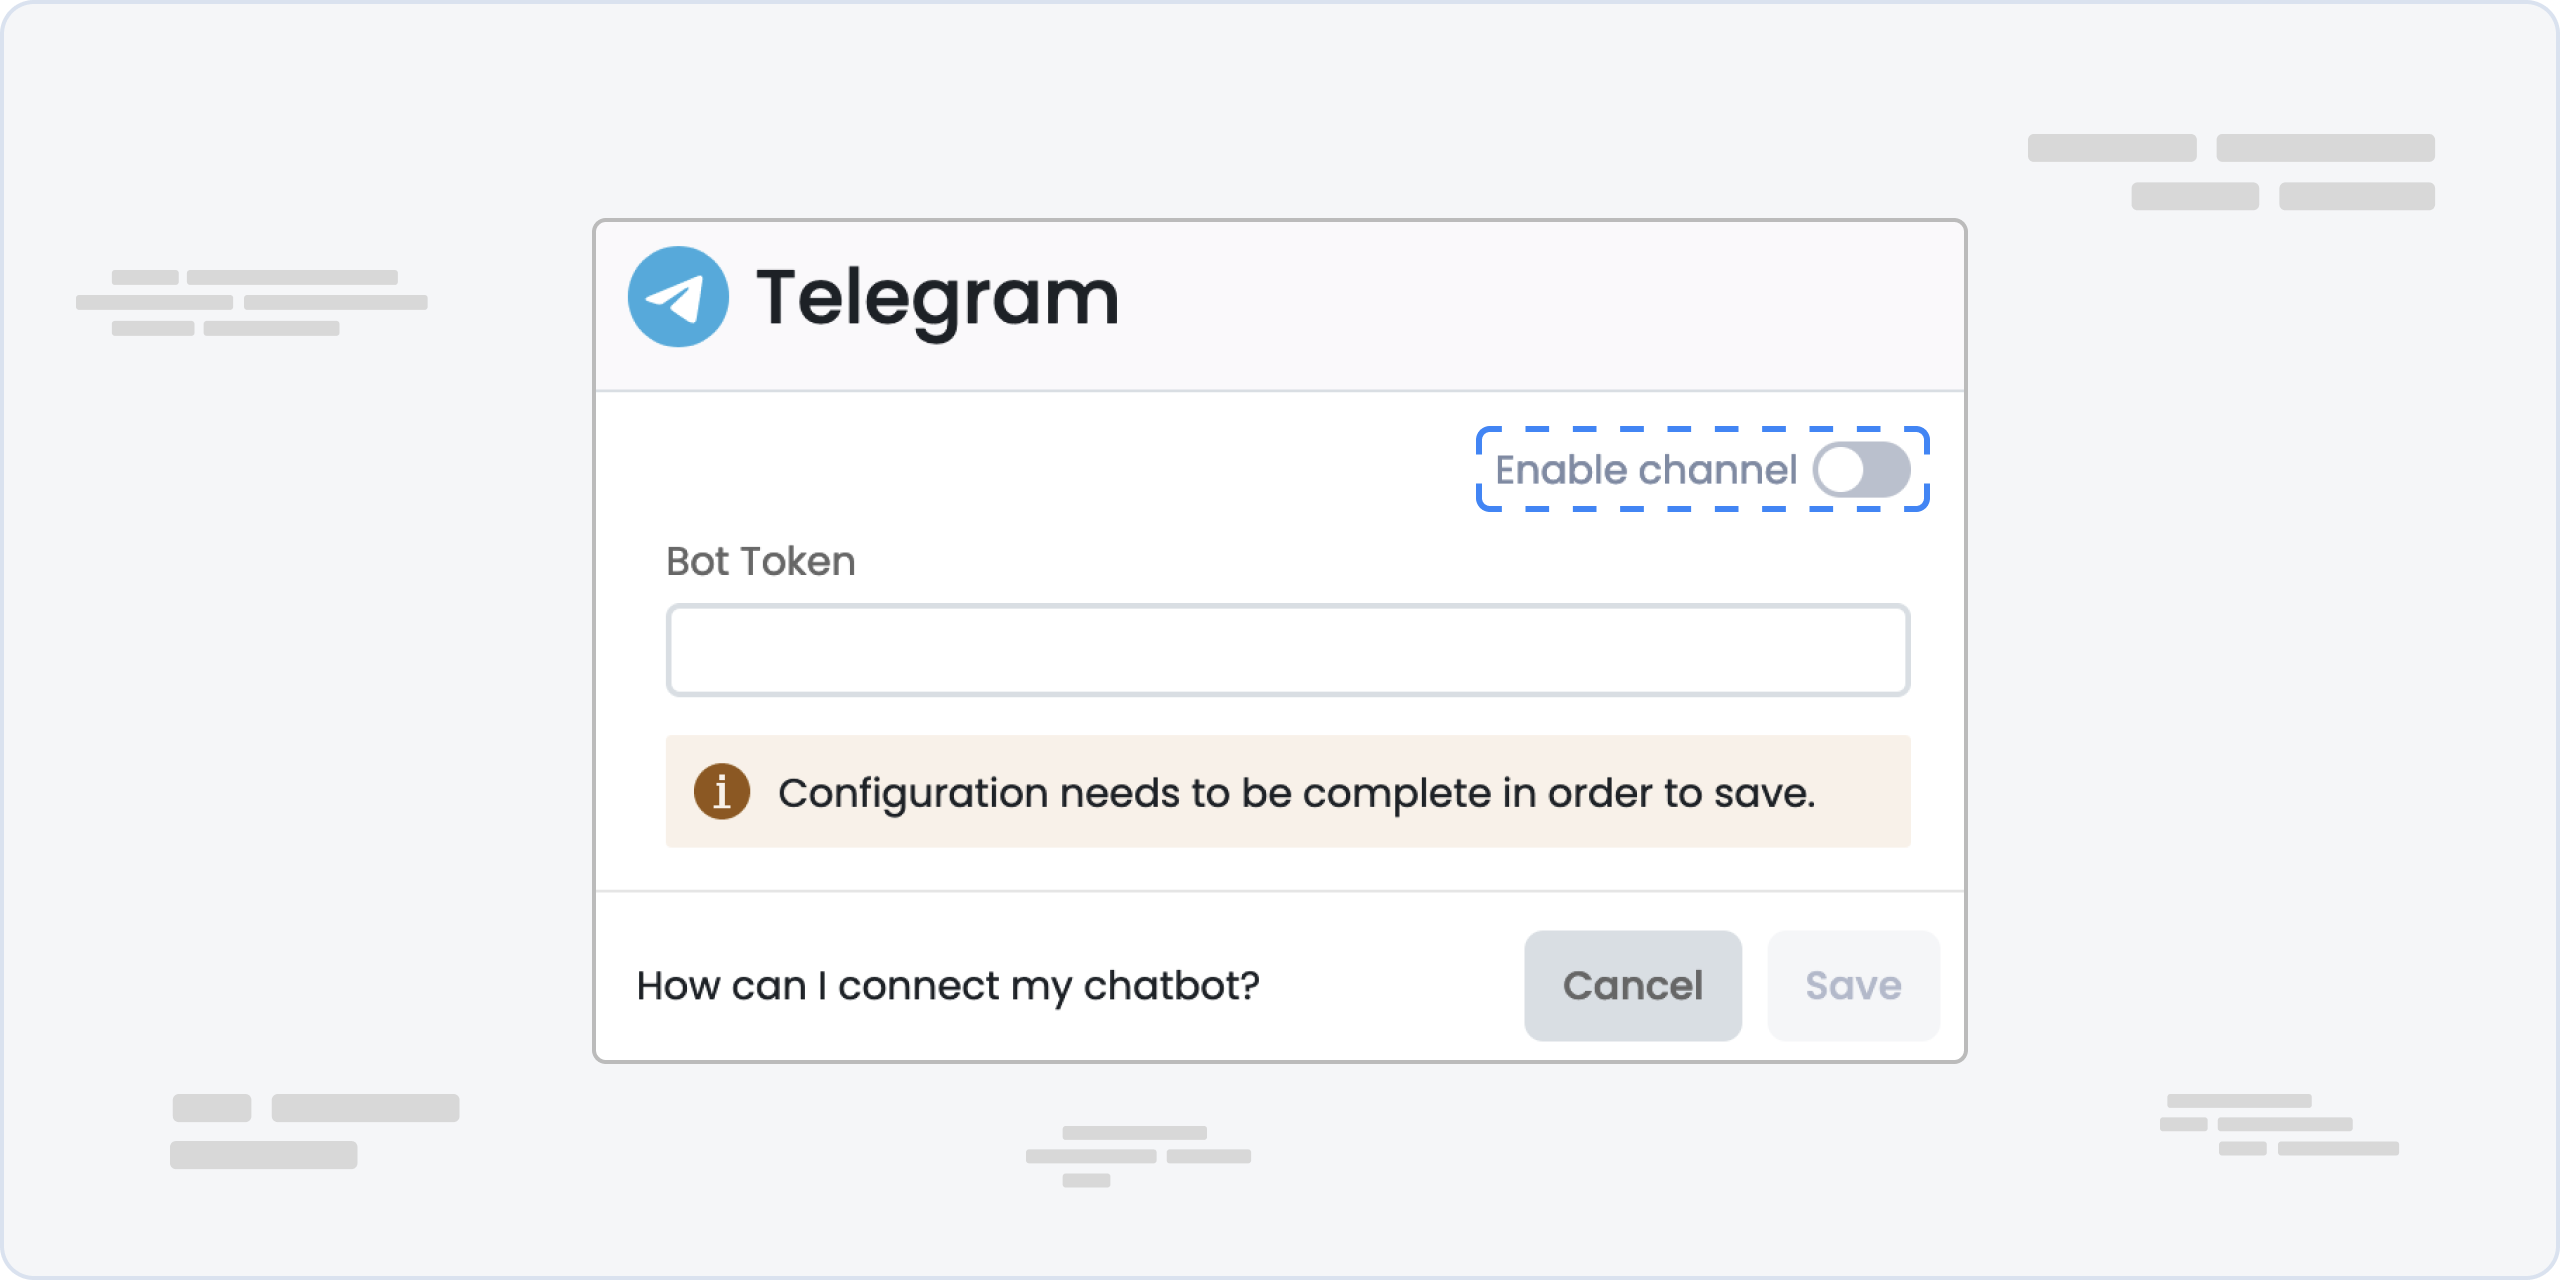 Telegram
Enable channel
Bot Token
Configuration needs to be complete in order to save.
How can I connect my chatbot?
Cancel
Save